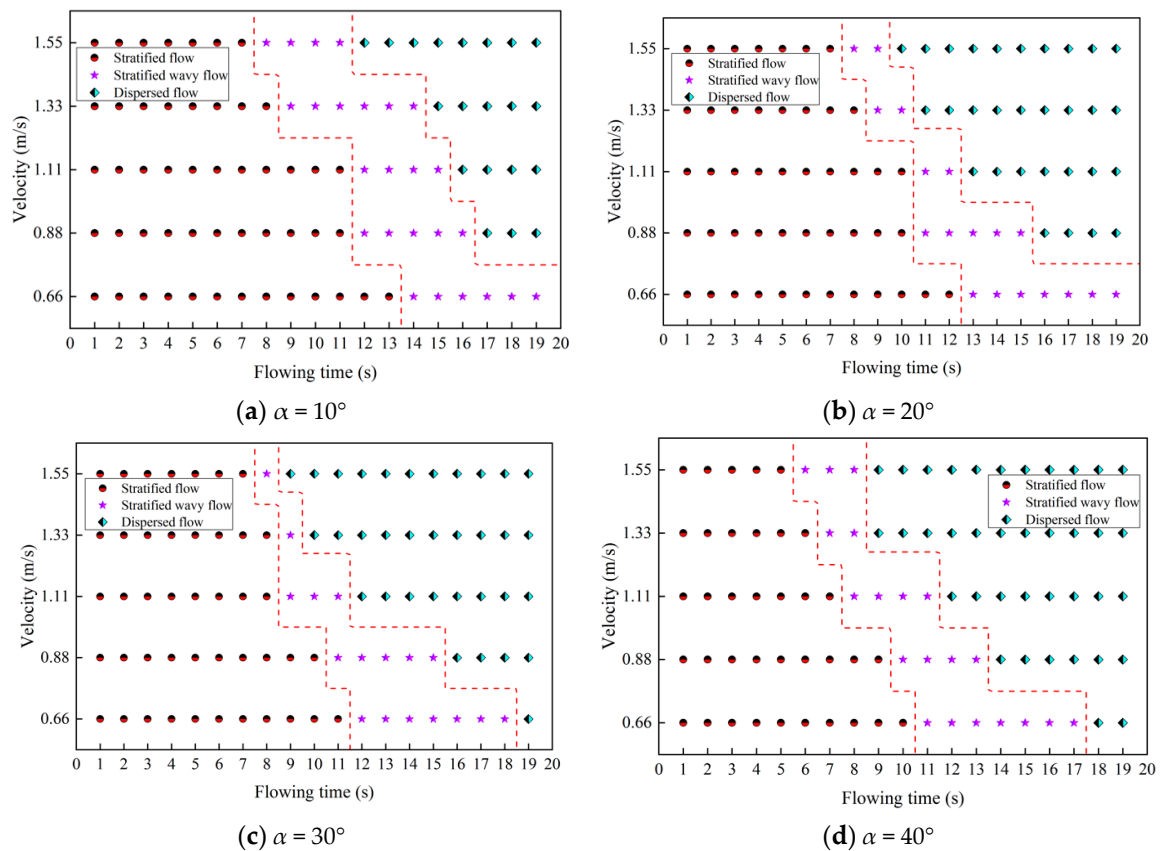 1.55
1.33
1.11
0.88
0.66
Velocity (m/s)
Stratified flow
Stratified wavy flow
Dispersed flow
0 1 2 3 4 5 6 7 8 9 10 11 12 13 14 15 16 17 18 19 20
Flowing time (s)
(a) α = 10°
1.55
1.33
1.11
0.88
0.66
Velocity (m/s)
Stratified flow
Stratified wavy flow
Dispersed flow
0 1 2 3 4 5 6 7 8 9 10 11 12 13 14 15 16 17 18 19 20
Flowing time (s)
(b) α = 20°
1.55
1.33
1.11
0.88
0.66
Velocity (m/s)
Stratified flow
Stratified wavy flow
Dispersed flow
0 1 2 3 4 5 6 7 8 9 10 11 12 13 14 15 16 17 18 19 20
Flowing time (s)
(c) α = 30°
1.55
1.33
1.11
0.88
0.66
Velocity (m/s)
Stratified flow
Stratified wavy flow
Dispersed flow
0 1 2 3 4 5 6 7 8 9 10 11 12 13 14 15 16 17 18 19 20
Flowing time (s)
(d) α = 40°